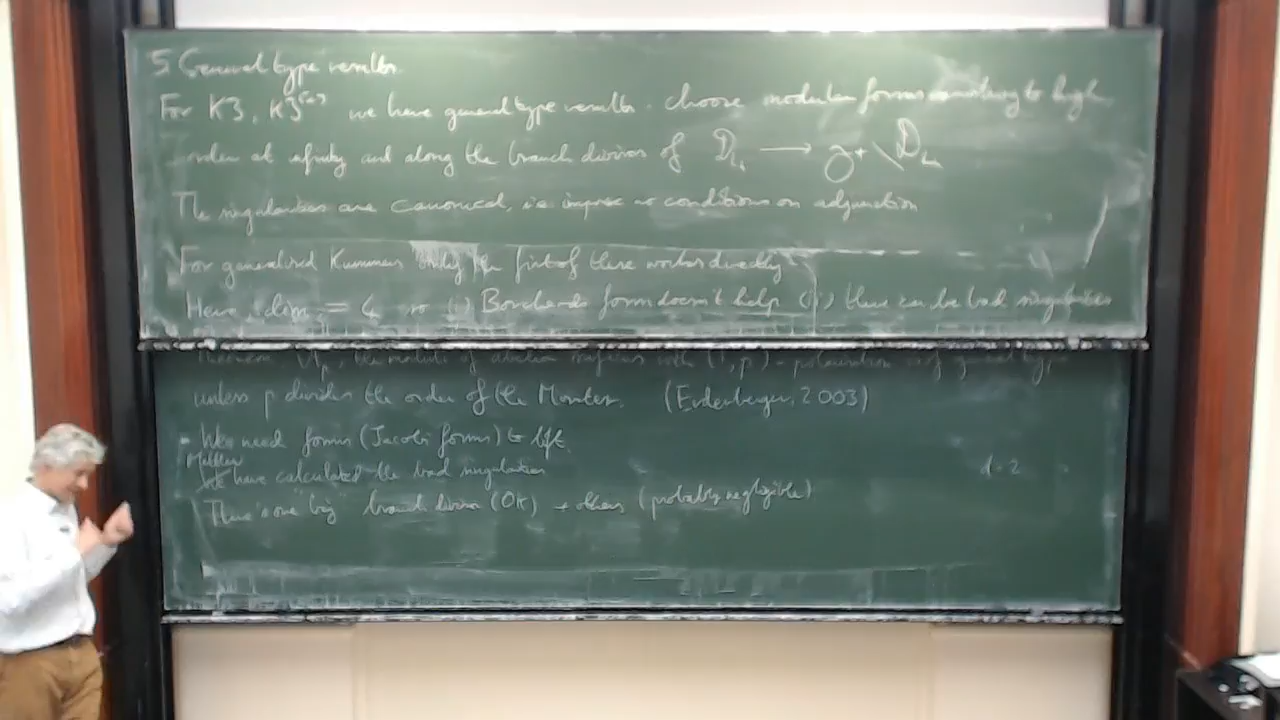 5 General type results.
For K3, K3^[n] we have general type results. Choose modular forms vanishing to high
order at infinity and along the branch divisor of 𝒟_L → \ 𝒟_L
The singularities are canonical, i.e impose no conditions on adjunction
For generalised Kummers only the first of these works directly
Here, dim = 4 so (i) Borcherds form doesn't help (ii) there can be bad singularities
the moduli of abelian surfaces with (1,p)-polarisation is of general type
unless p divides the order of the Monster. (Erdenberger, 2003)
- We need forms (Jacobi forms) to lift
have calculated the bad singularities
There's one "big" branch divisor (OK) + others (probably negligible)
d=2